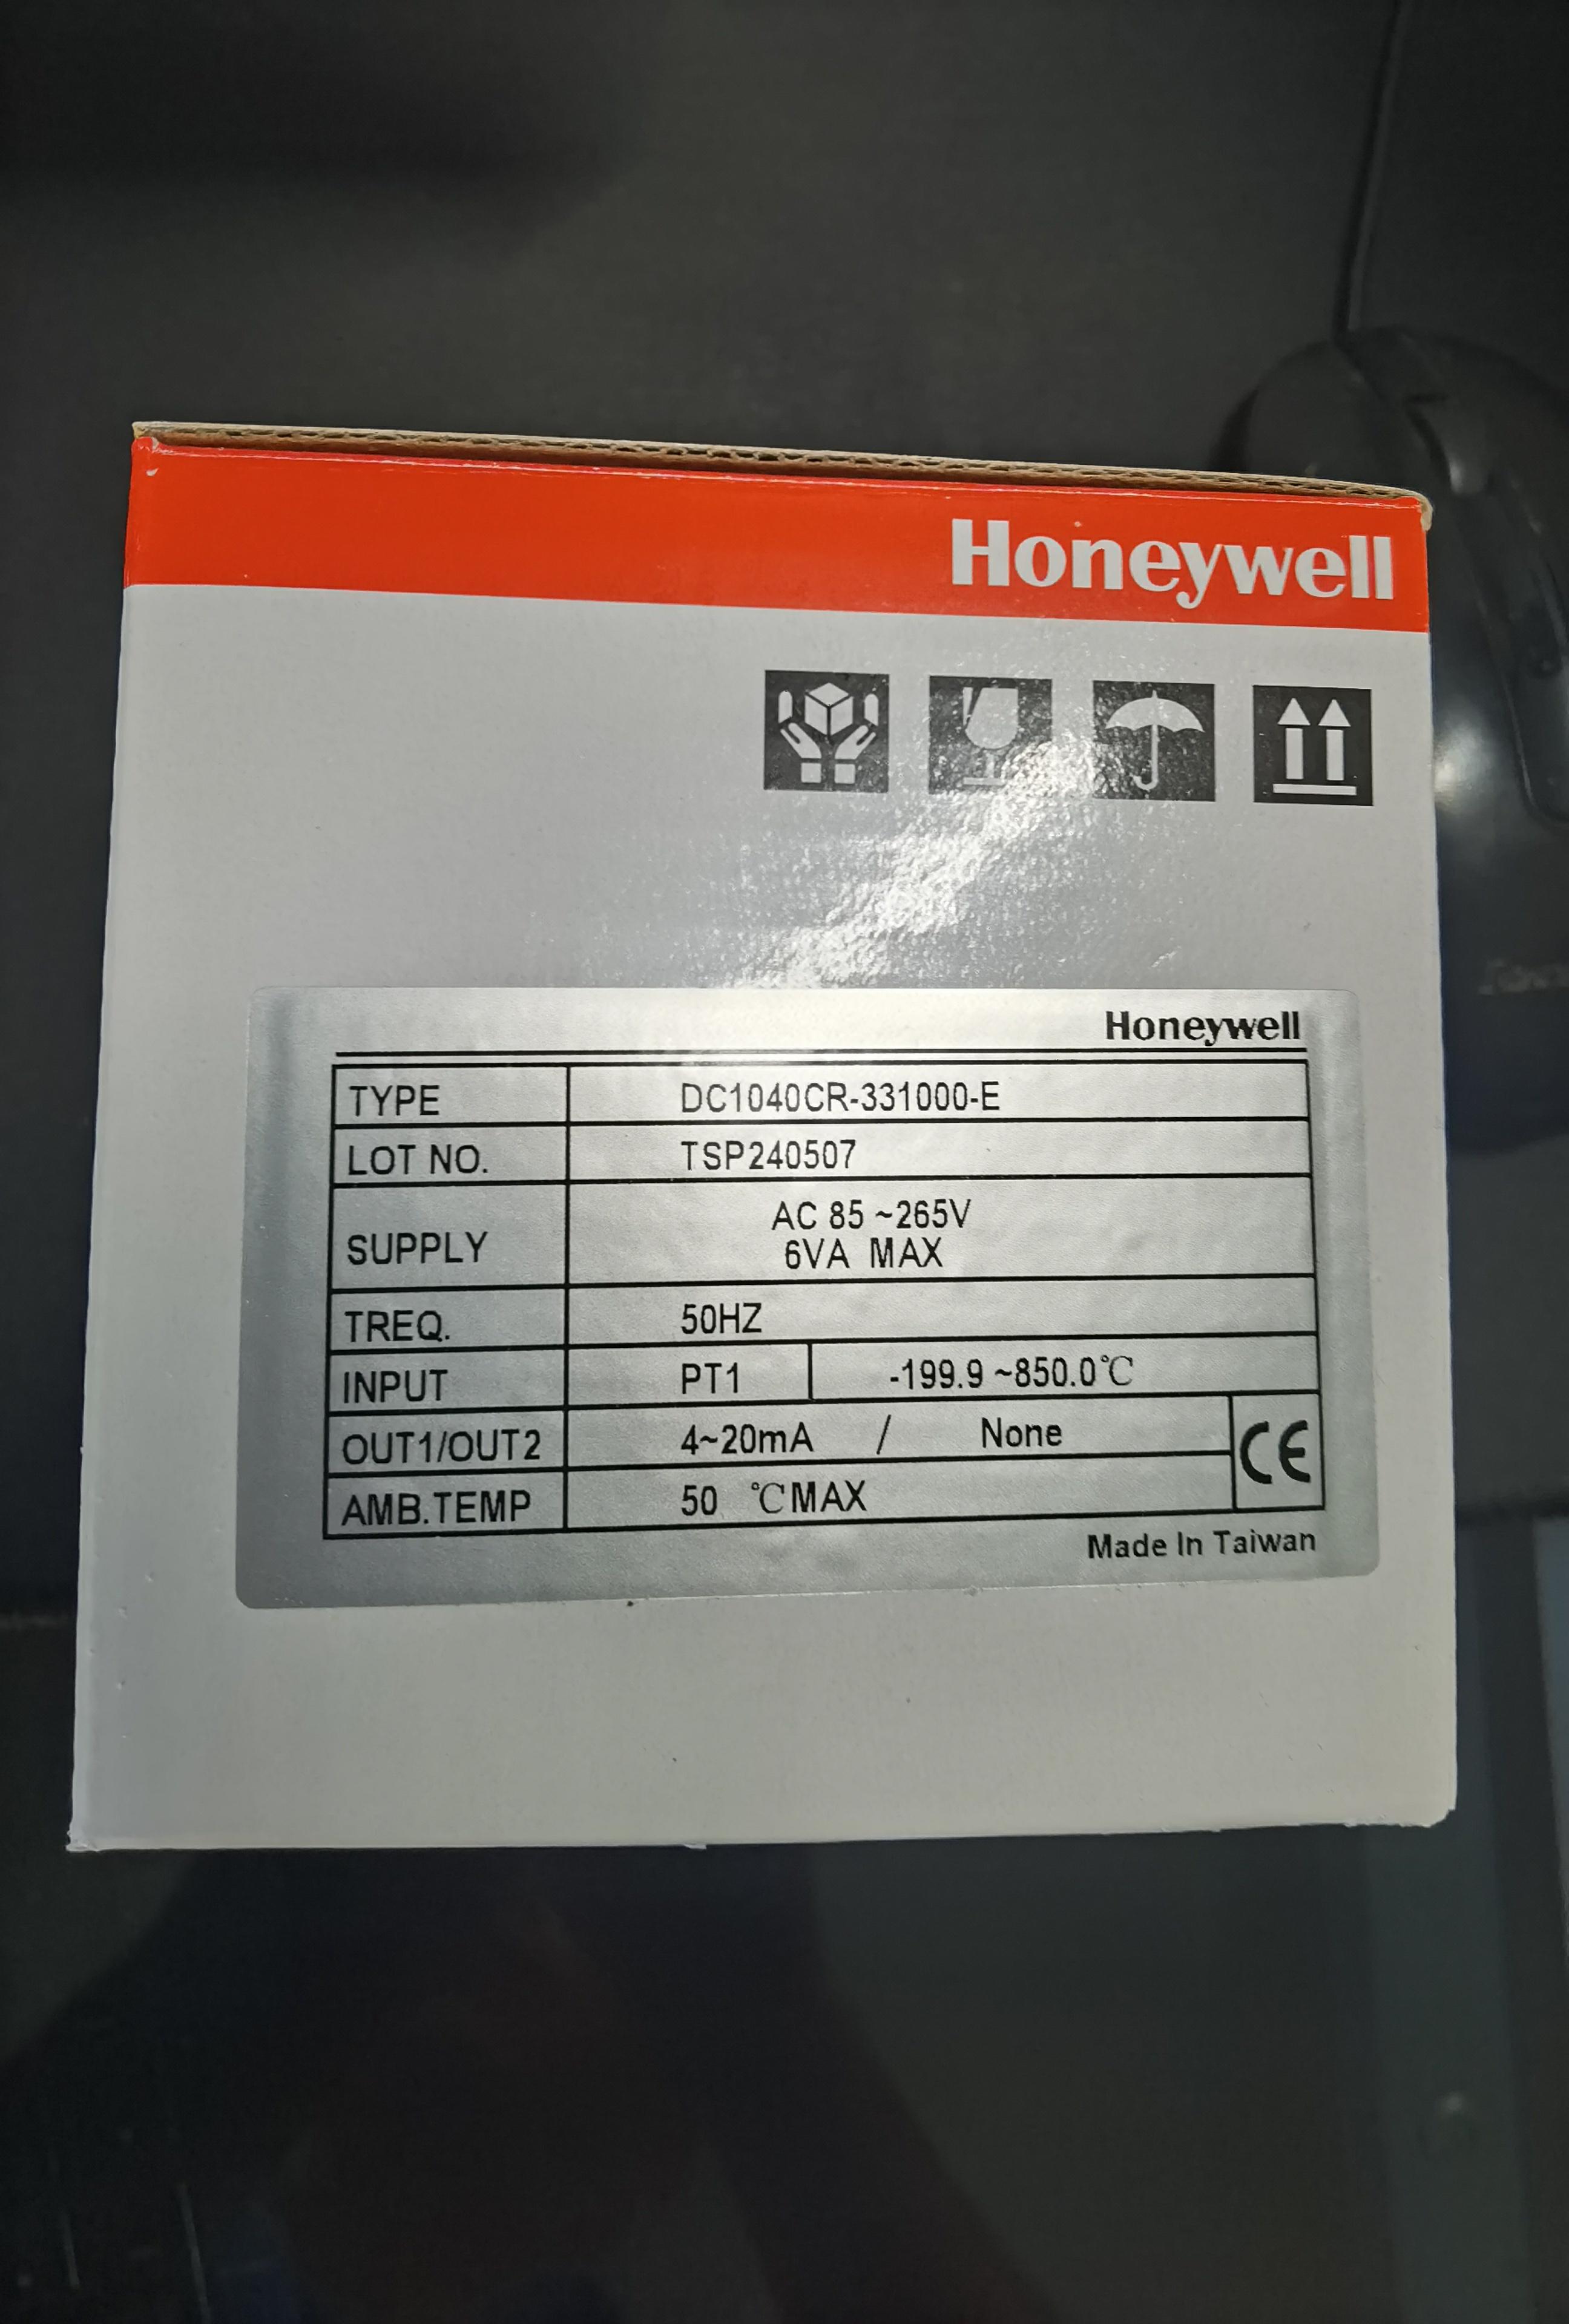 Honeywell
Honeywell
TYPE DC1040CR-331000-E
LOT NO. TSP240507
SUPPLY AC 85 ~265V
6VA MAX
TREQ. 50HZ
INPUT PT1 -199.9 ~850.0℃
OUT1/OUT2 4~20mA / None
CE
AMB.TEMP 50 ℃MAX
Made In Taiwan